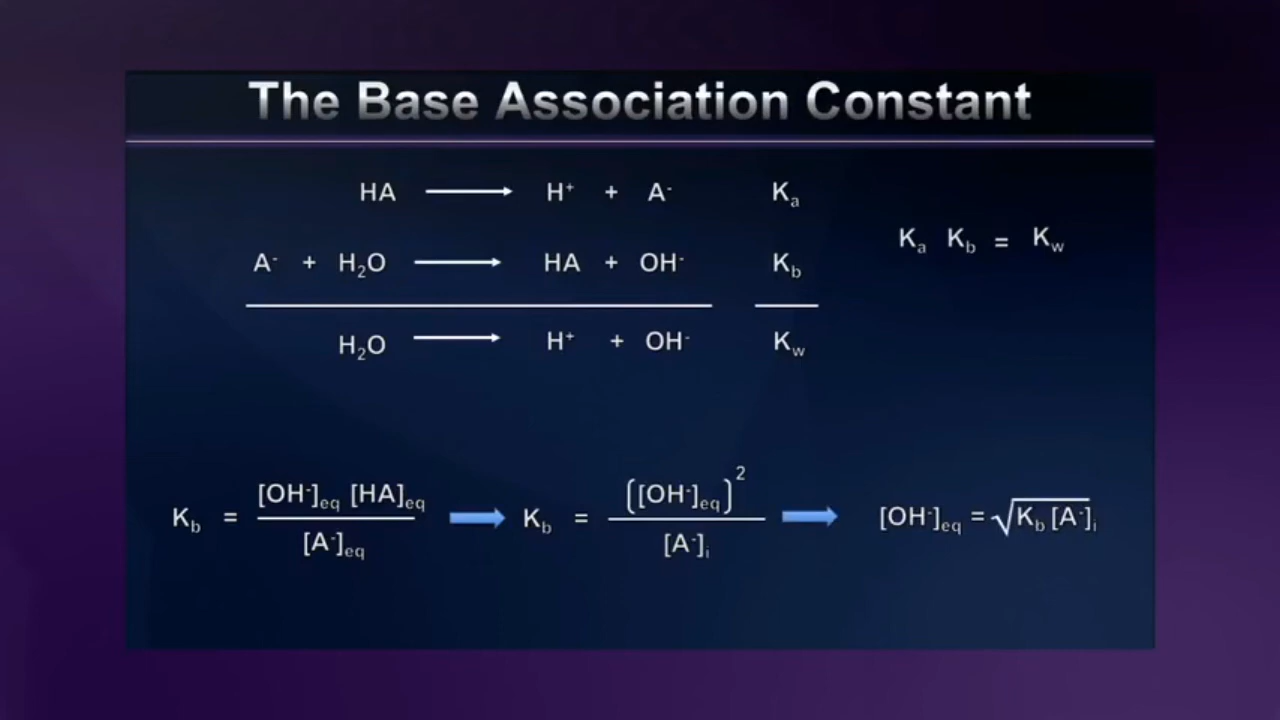 The Base Association Constant
HA ⟶ H⁺ + A⁻ Kₐ
Kₐ K_b = K_w
A⁻ + H₂O ⟶ HA + OH⁻ K_b
H₂O ⟶ H⁺ + OH⁻ K_w
K_b = [OH⁻]_eq [HA]_eq / [A⁻]_eq ➡ K_b = ([OH⁻]_eq)² / [A⁻]_i ➡ [OH⁻]_eq = √(K_b [A⁻]_i)